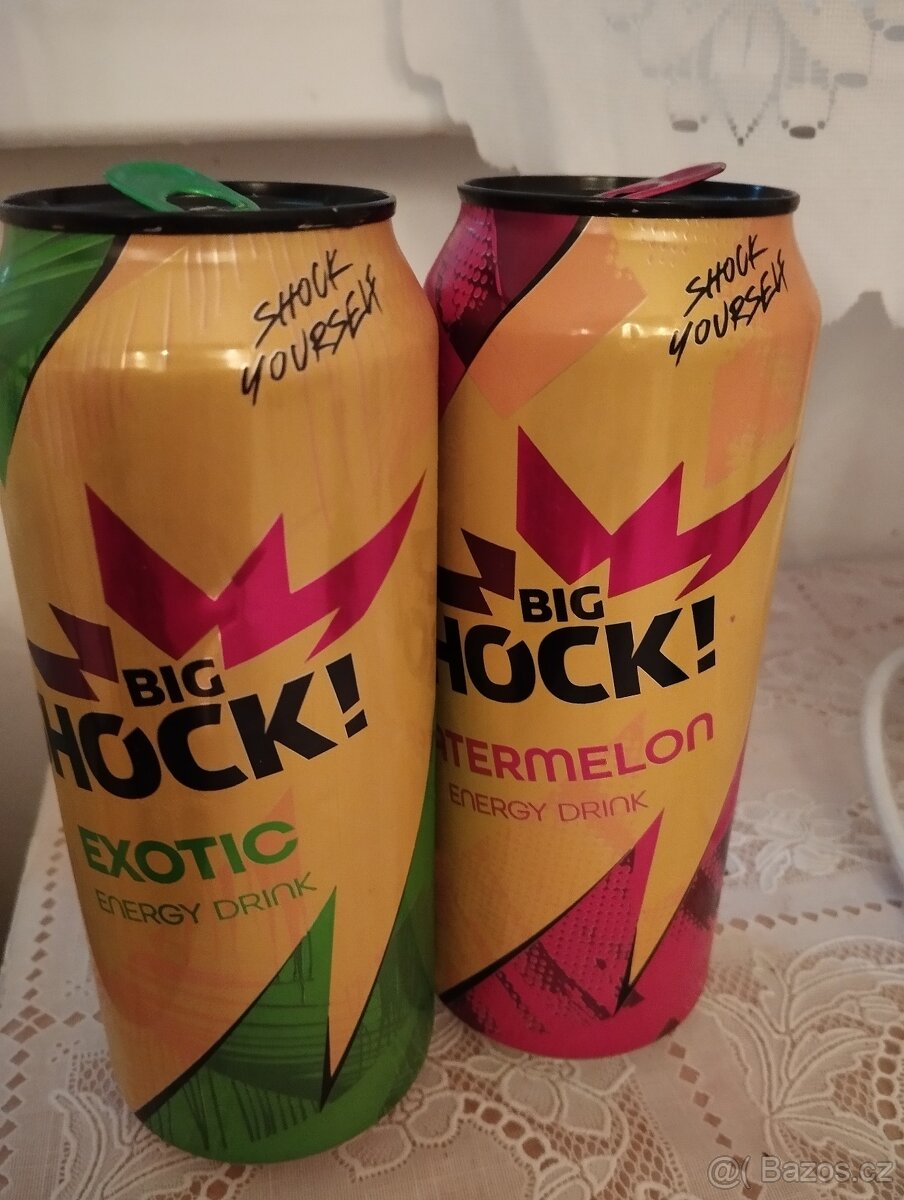 SHOCK
YOURSELF
BIG
HOCK!
EXOTIC
ENERGY DRINK
SHOCK
YOURSELF
BIG
HOCK!
ATERMELON
ENERGY DRINK
@( Bazos.cz